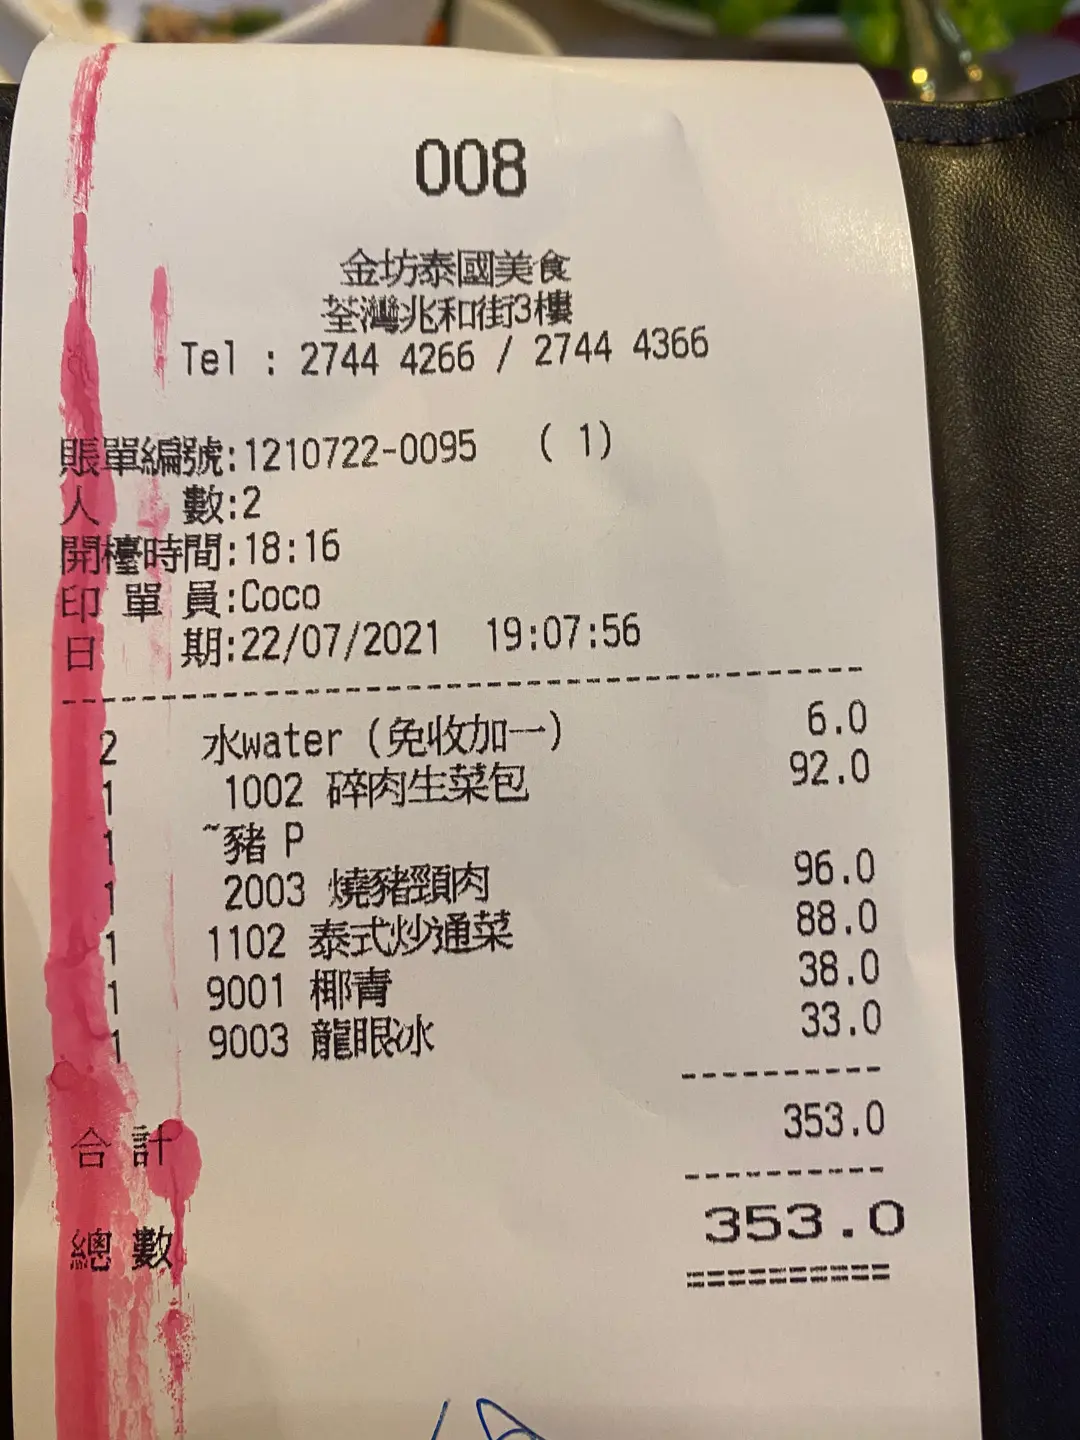 008
金坊泰國美食
荃灣兆和街3樓
Tel : 2744 4266 / 2744 4366
賬單編號:1210722-0095 ( 1)
人 數:2
開檯時間:18:16
印 單 員:Coco
日 期:22/07/2021 19:07:56
2 水water (免收加一) 6.0
1 1002 碎肉生菜包 92.0
1 ~豬 P
1 2003 燒豬頸肉 96.0
1 1102 泰式炒通菜 88.0
1 9001 椰青 38.0
1 9003 龍眼冰 33.0
合 計 353.0
總 數 353.0